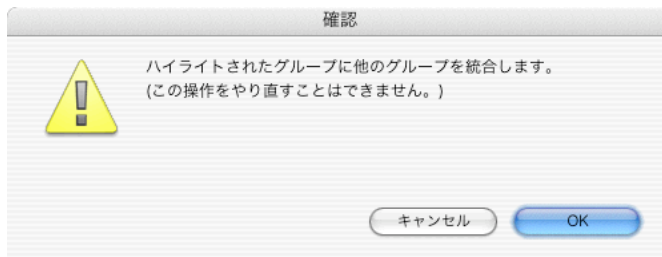 確認
ハイライトされたグループに他のグループを統合します。
(この操作をやり直すことはできません。)
キャンセル
OK